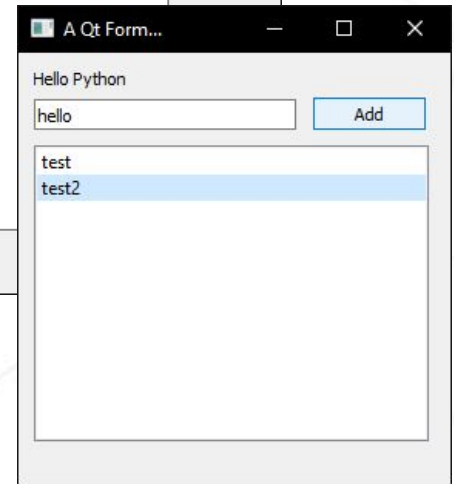 A Qt Form...
Hello Python
hello Add
test
test2